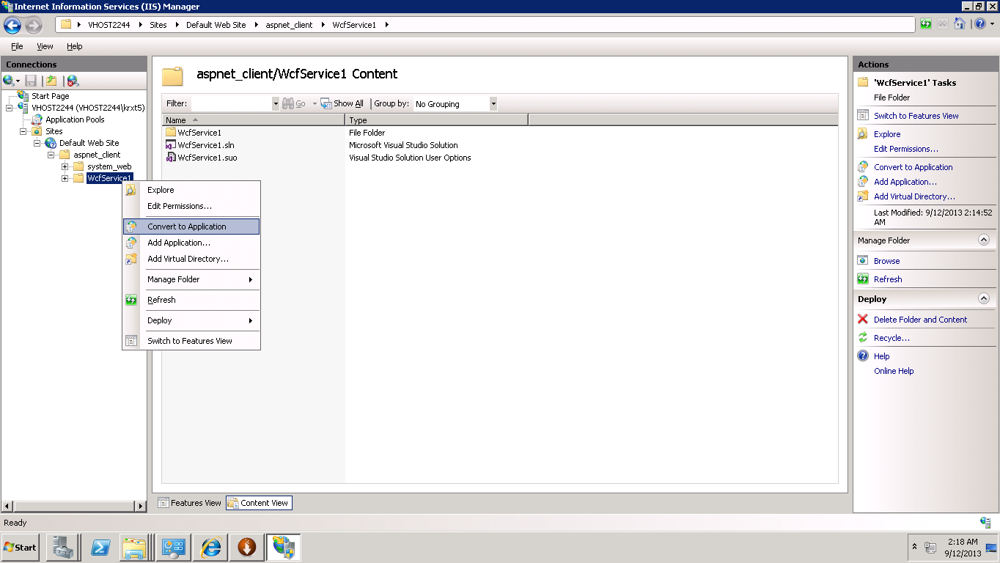 Internet Information Services (IIS) Manager
VHOST2244 Sites Default Web Site aspnet_client WcfService1
File View Help
Connections
Start Page
VHOST2244 (VHOST2244\krxt5)
Application Pools
Sites
Default Web Site
aspnet_client
system_web
WcfService1
Explore
Edit Permissions...
Convert to Application
Add Application...
Add Virtual Directory...
Manage Folder
Refresh
Deploy
Switch to Features View
aspnet_client/WcfService1 Content
Filter: Go Show All Group by: No Grouping
Name Type
WcfService1 File Folder
WcfService1.sln Microsoft Visual Studio Solution
WcfService1.suo Visual Studio Solution User Options
Features View Content View
Actions
'WcfService1' Tasks
File Folder
Switch to Features View
Explore
Edit Permissions...
Convert to Application
Add Application...
Add Virtual Directory...
Last Modified: 9/12/2013 2:14:52
AM
Manage Folder
Browse
Refresh
Deploy
Delete Folder and Content
Recycle...
Help
Online Help
Ready
Start
2:18 AM
9/12/2013